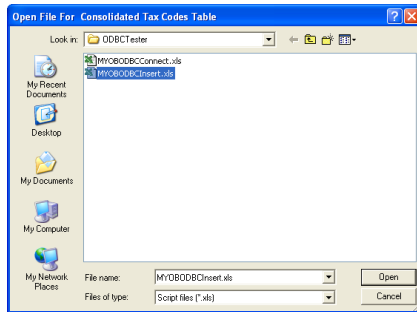 Open File For Consolidated Tax Codes Table
Look in: ODBCTester
MYOBODBCConnect.xls
MYOBODBCInsert.xls
My Recent
Documents
Desktop
My Documents
My Computer
My Network
Places
File name: MYOBODBCInsert.xls Open
Files of type: Script files (*.xls) Cancel